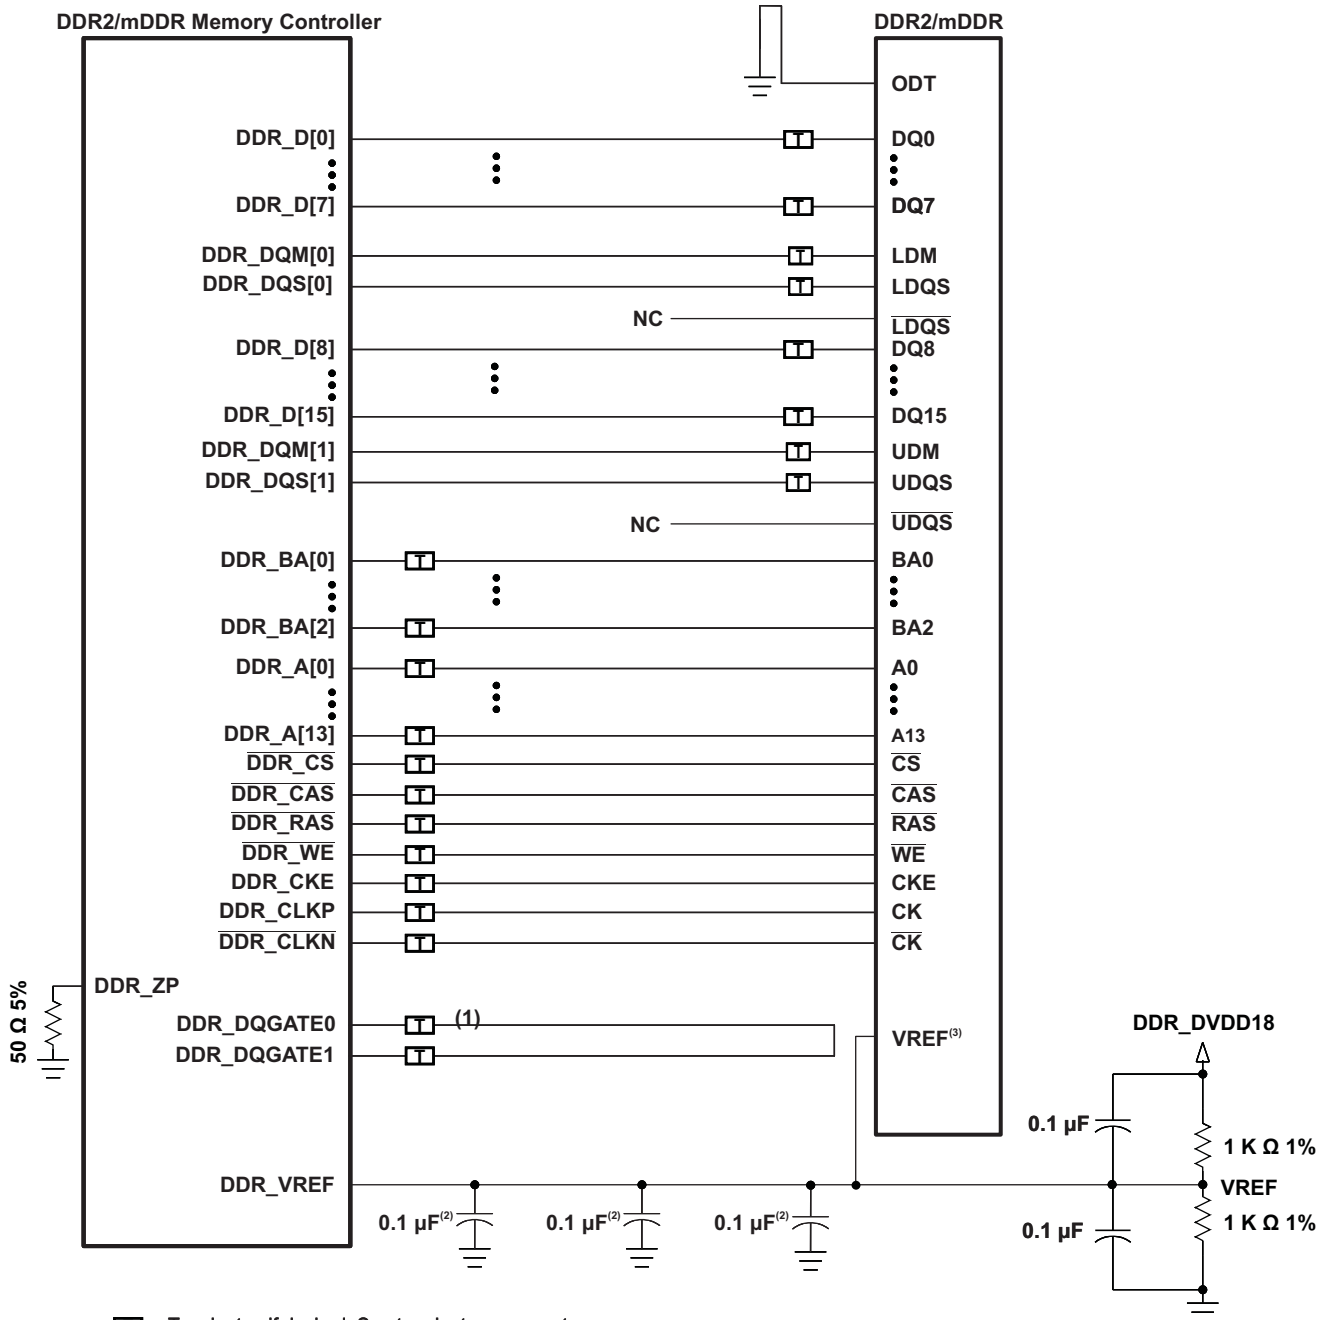 DDR2/mDDR Memory Controller
DDR2/mDDR
ODT
DDR_D[0] T DQ0
DDR_D[7] T DQ7
DDR_DQM[0] T LDM
DDR_DQS[0] T LDQS
NC LDQS
DDR_D[8] T DQ8
DDR_D[15] T DQ15
DDR_DQM[1] T UDM
DDR_DQS[1] T UDQS
NC UDQS
DDR_BA[0] T BA0
DDR_BA[2] T BA2
DDR_A[0] T A0
DDR_A[13] T A13
DDR_CS T CS
DDR_CAS T CAS
DDR_RAS T RAS
DDR_WE T WE
DDR_CKE T CKE
DDR_CLKP T CK
DDR_CLKN T CK
50 Ω 5%
DDR_ZP
DDR_DQGATE0 T (1)
DDR_DQGATE1 T
VREF(3)
DDR_DVDD18
0.1 µF
1 K Ω 1%
DDR_VREF
VREF
0.1 µF(2) 0.1 µF(2) 0.1 µF(2)
0.1 µF
1 K Ω 1%